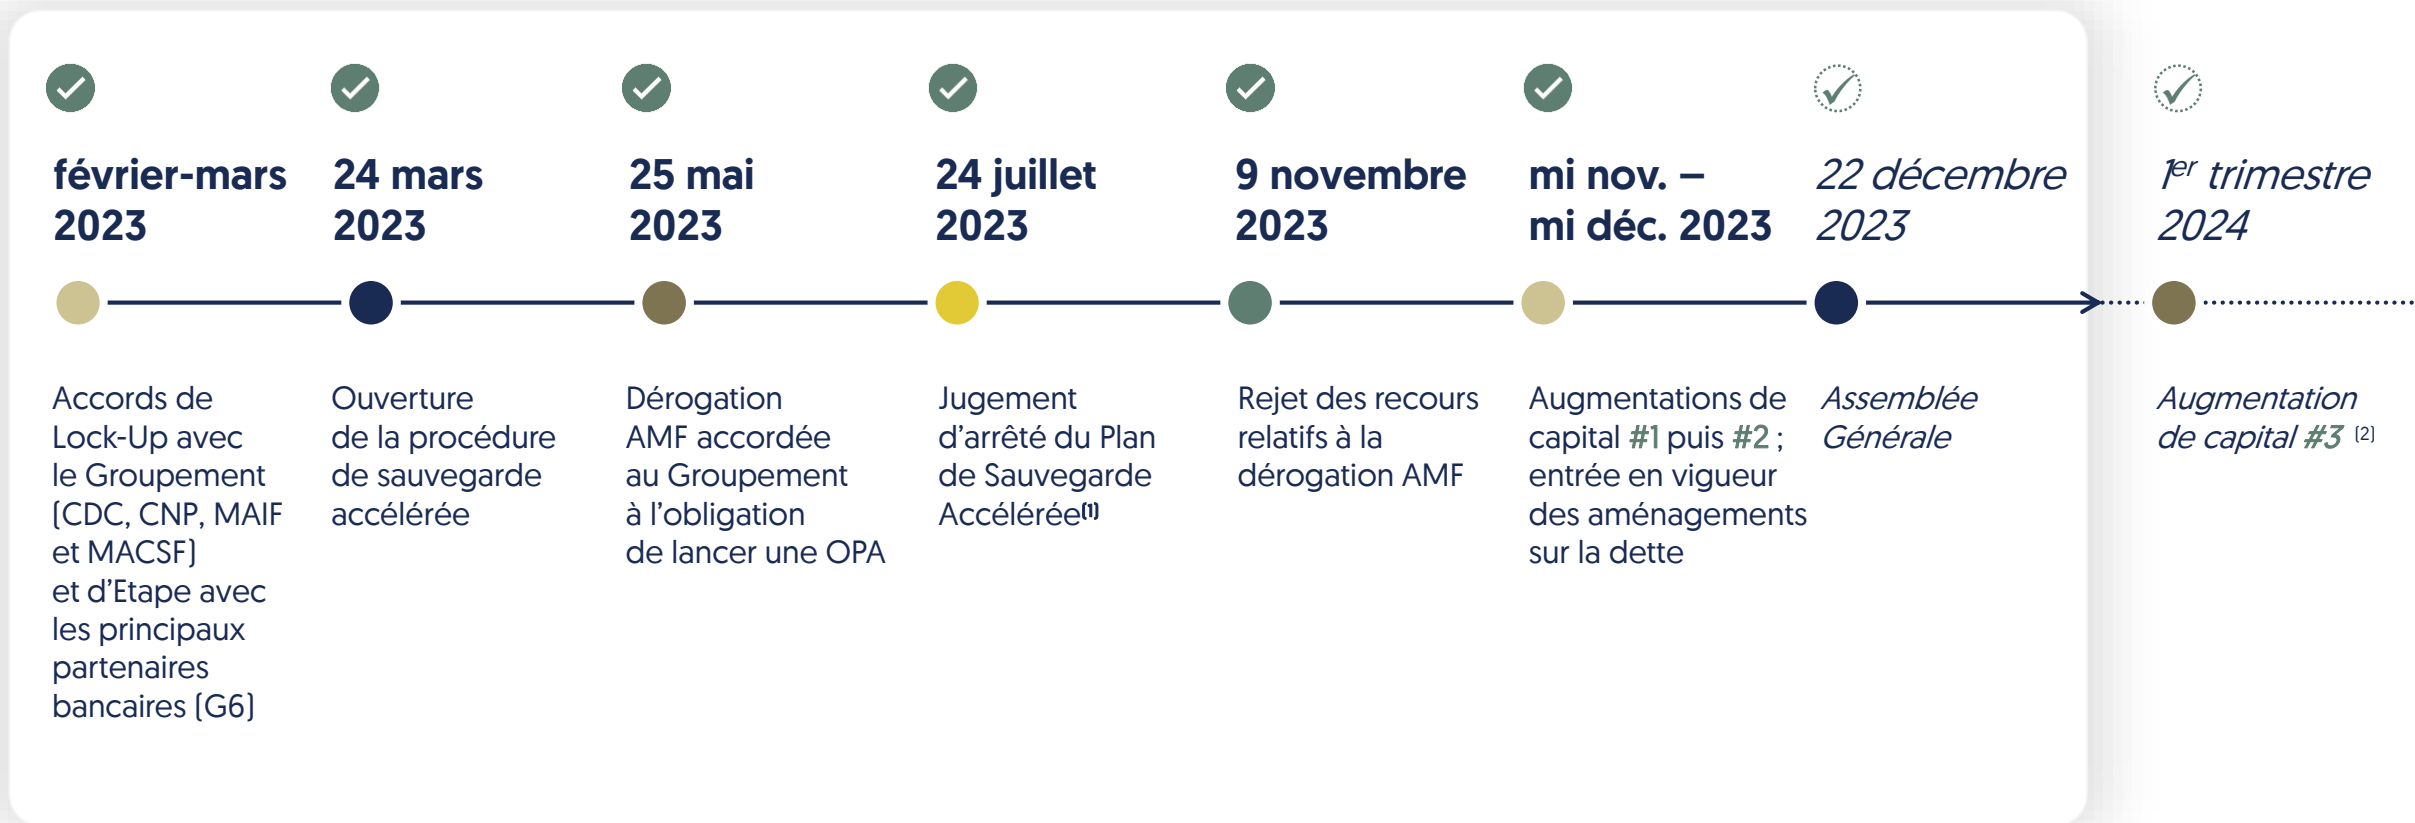 février-mars
2023
Accords de
Lock-Up avec
le Groupement
(CDC, CNP, MAIF
et MACSF)
et d’Etape avec
les principaux
partenaires
bancaires (G6)
24 mars
2023
Ouverture
de la procédure
de sauvegarde
accélérée
25 mai
2023
Dérogation
AMF accordée
au Groupement
à l’obligation
de lancer une OPA
24 juillet
2023
Jugement
d’arrêté du Plan
de Sauvegarde
Accélérée(1)
9 novembre
2023
Rejet des recours
relatifs à la
dérogation AMF
mi nov. –
mi déc. 2023
Augmentations de
capital #1 puis #2 ;
entrée en vigueur
des aménagements
sur la dette
22 décembre
2023
Assemblée
Générale
1er trimestre
2024
Augmentation
de capital #3 (2)